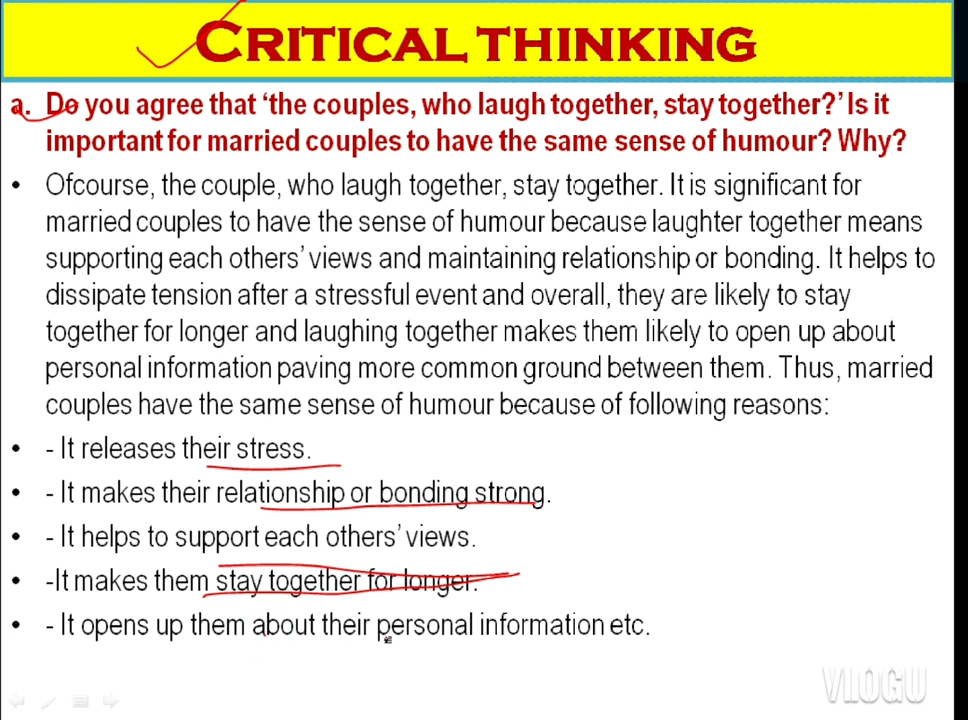 CRITICAL THINKING
a. Do you agree that ‘the couples, who laugh together, stay together?’ Is it
important for married couples to have the same sense of humour? Why?
• Ofcourse, the couple, who laugh together, stay together. It is significant for
married couples to have the sense of humour because laughter together means
supporting each others’ views and maintaining relationship or bonding. It helps to
dissipate tension after a stressful event and overall, they are likely to stay
together for longer and laughing together makes them likely to open up about
personal information paving more common ground between them. Thus, married
couples have the same sense of humour because of following reasons:
• - It releases their stress.
• - It makes their relationship or bonding strong.
• - It helps to support each others’ views.
• -It makes them stay together for longer.
• - It opens up them about their personal information etc.
VLOGU